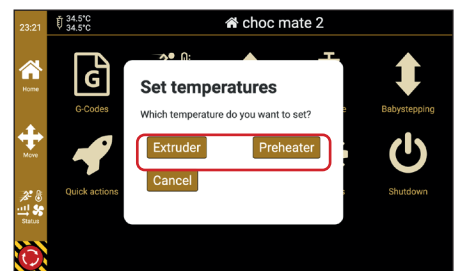 23:21
34.5°C
34.5°C
choc mate 2
Home
Move
Status
G
G-Codes
Babystepping
Quick actions
Shutdown
Set temperatures
Which temperature do you want to set?
Extruder Preheater
Cancel